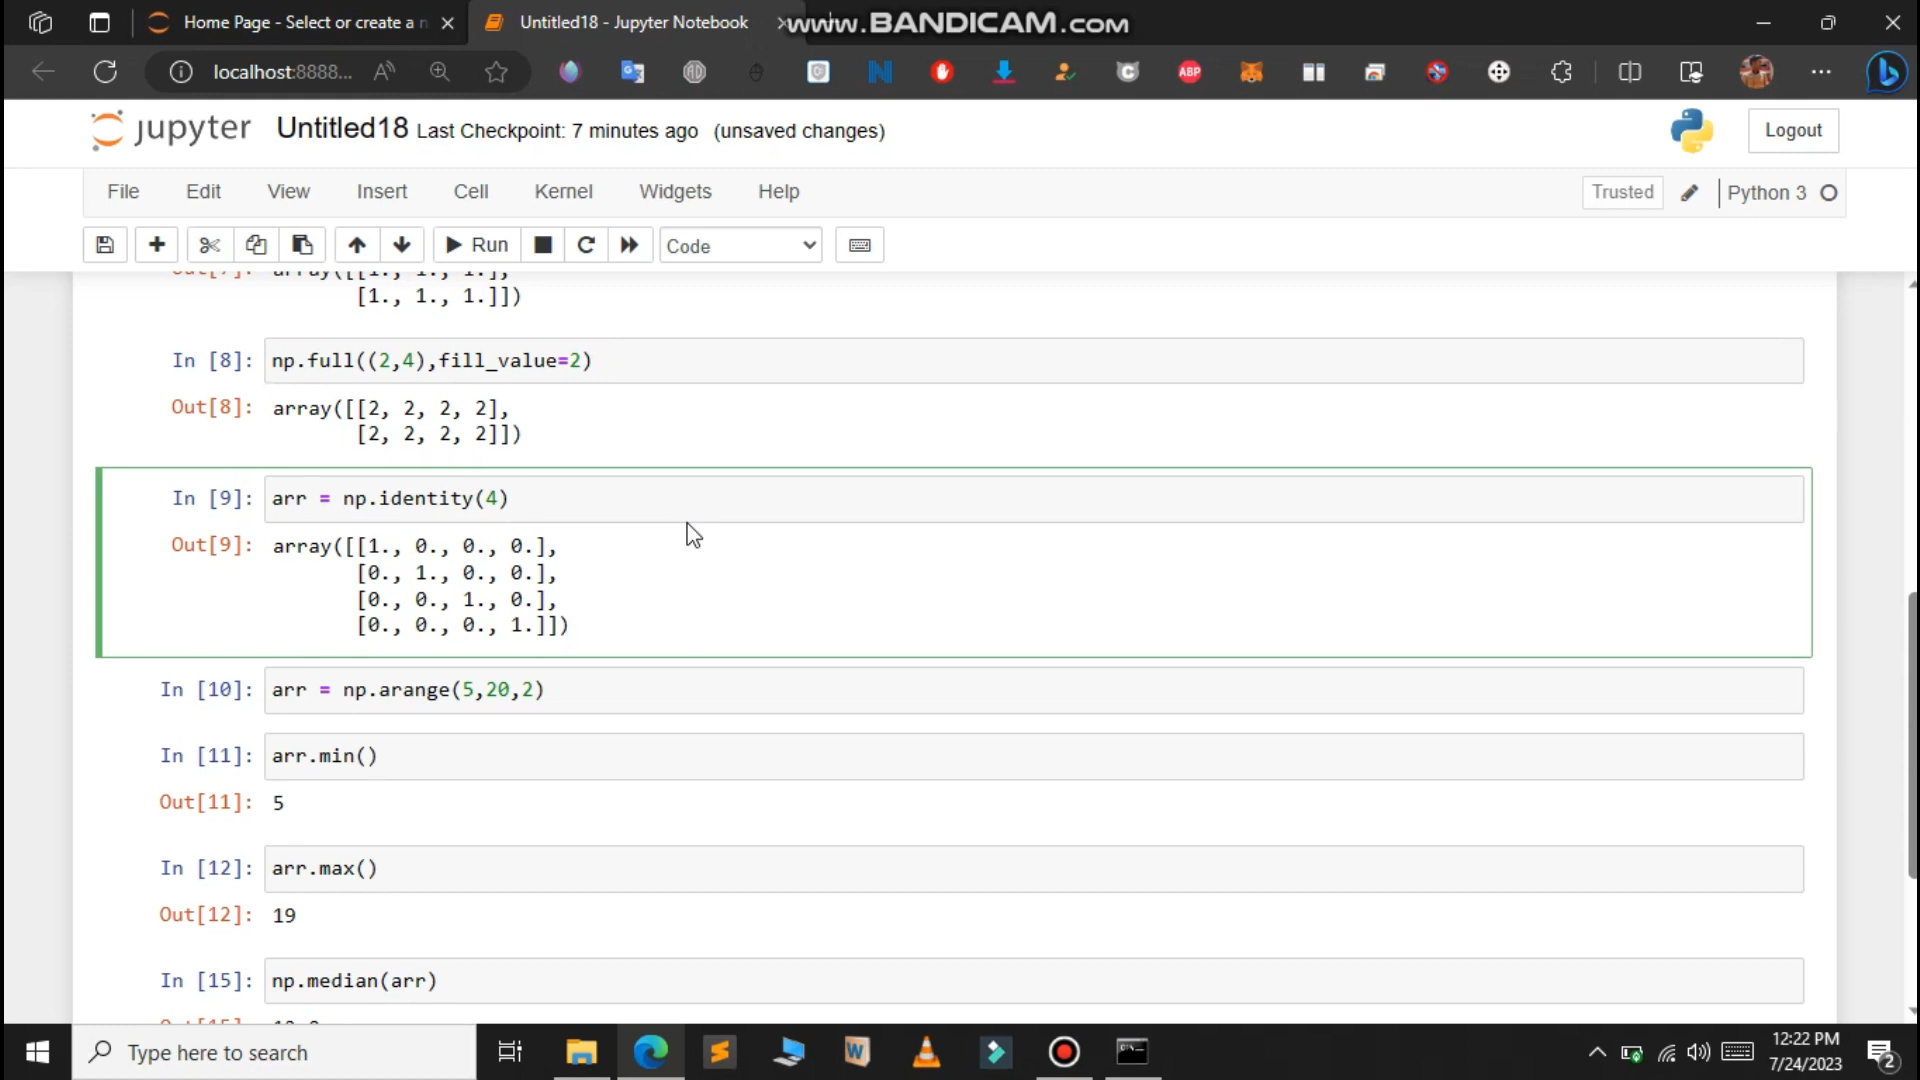 Home Page - Select or create a n
Untitled18 - Jupyter Notebook
www.BANDICAM.com
localhost:8888...
jupyter Untitled18 Last Checkpoint: 7 minutes ago (unsaved changes)
Logout
File Edit View Insert Cell Kernel Widgets Help
Trusted Python 3
Run Code
Out[7]: array([[1., 1., 1.],
[1., 1., 1.]])
In [8]: np.full((2,4),fill_value=2)
Out[8]: array([[2, 2, 2, 2],
[2, 2, 2, 2]])
In [9]: arr = np.identity(4)
Out[9]: array([[1., 0., 0., 0.],
[0., 1., 0., 0.],
[0., 0., 1., 0.],
[0., 0., 0., 1.]])
In [10]: arr = np.arange(5,20,2)
In [11]: arr.min()
Out[11]: 5
In [12]: arr.max()
Out[12]: 19
In [15]: np.median(arr)
Type here to search
12:22 PM
7/24/2023
2